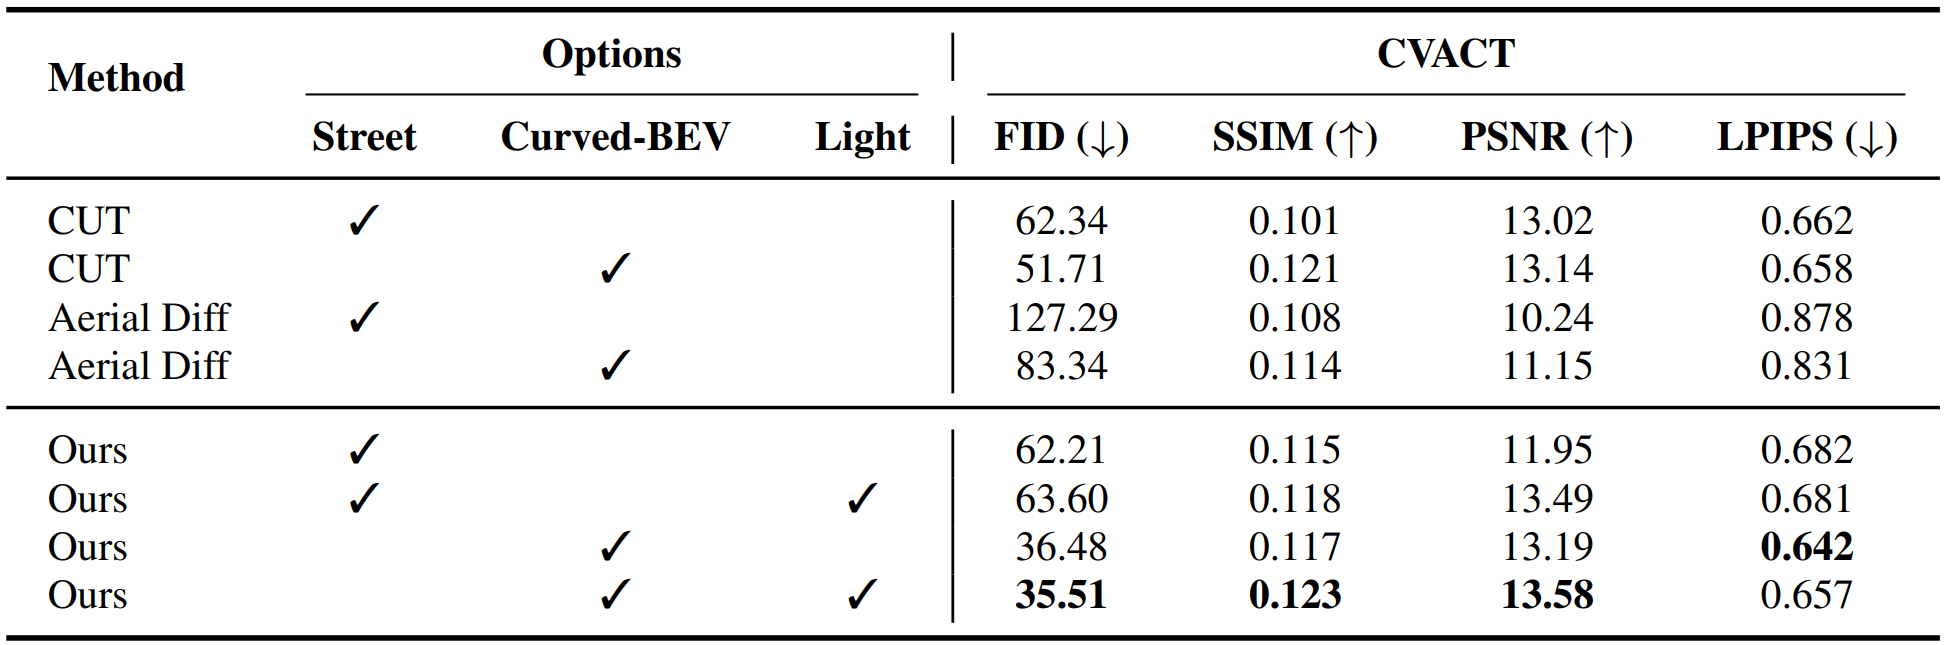 Method Options CVACT
Street Curved-BEV Light FID (↓) SSIM (↑) PSNR (↑) LPIPS (↓)
CUT ✓ 62.34 0.101 13.02 0.662
CUT ✓ 51.71 0.121 13.14 0.658
Aerial Diff ✓ 127.29 0.108 10.24 0.878
Aerial Diff ✓ 83.34 0.114 11.15 0.831
Ours ✓ 62.21 0.115 11.95 0.682
Ours ✓ ✓ 63.60 0.118 13.49 0.681
Ours ✓ 36.48 0.117 13.19 0.642
Ours ✓ ✓ 35.51 0.123 13.58 0.657